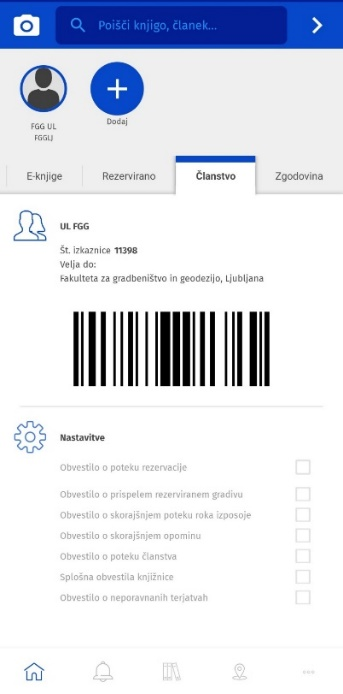 Poišči knjigo, članek...
FGG UL
FGGLJ
Dodaj
E-knjige
Rezervirano
Članstvo
Zgodovina
UL FGG
Št. izkaznice 11398
Velja do:
Fakulteta za gradbeništvo in geodezijo, Ljubljana
Nastavitve
Obvestilo o poteku rezervacije
Obvestilo o prispelem rezerviranem gradivu
Obvestilo o skorajšnjem poteku roka izposoje
Obvestilo o skorajšnjem opominu
Obvestilo o poteku članstva
Splošna obvestila knjižnice
Obvestilo o neporavnanih terjatvah